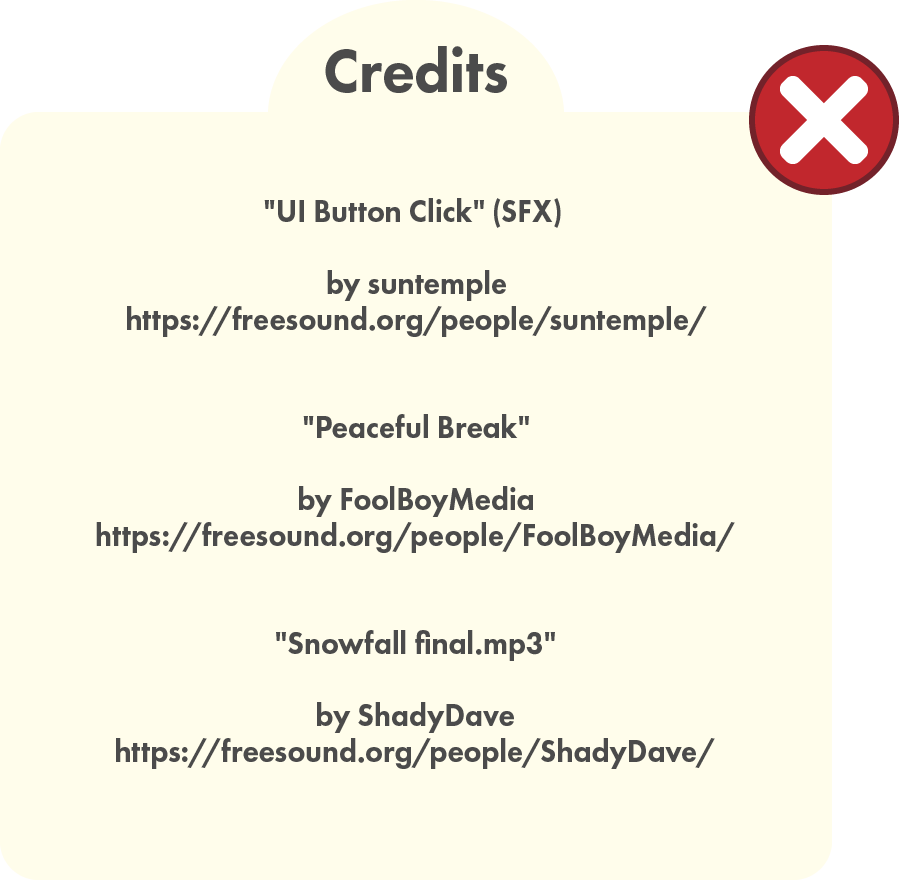 Credits
"UI Button Click" (SFX)
by suntemple
https://freesound.org/people/suntemple/
"Peaceful Break"
by FoolBoyMedia
https://freesound.org/people/FoolBoyMedia/
"Snowfall final.mp3"
by ShadyDave
https://freesound.org/people/ShadyDave/